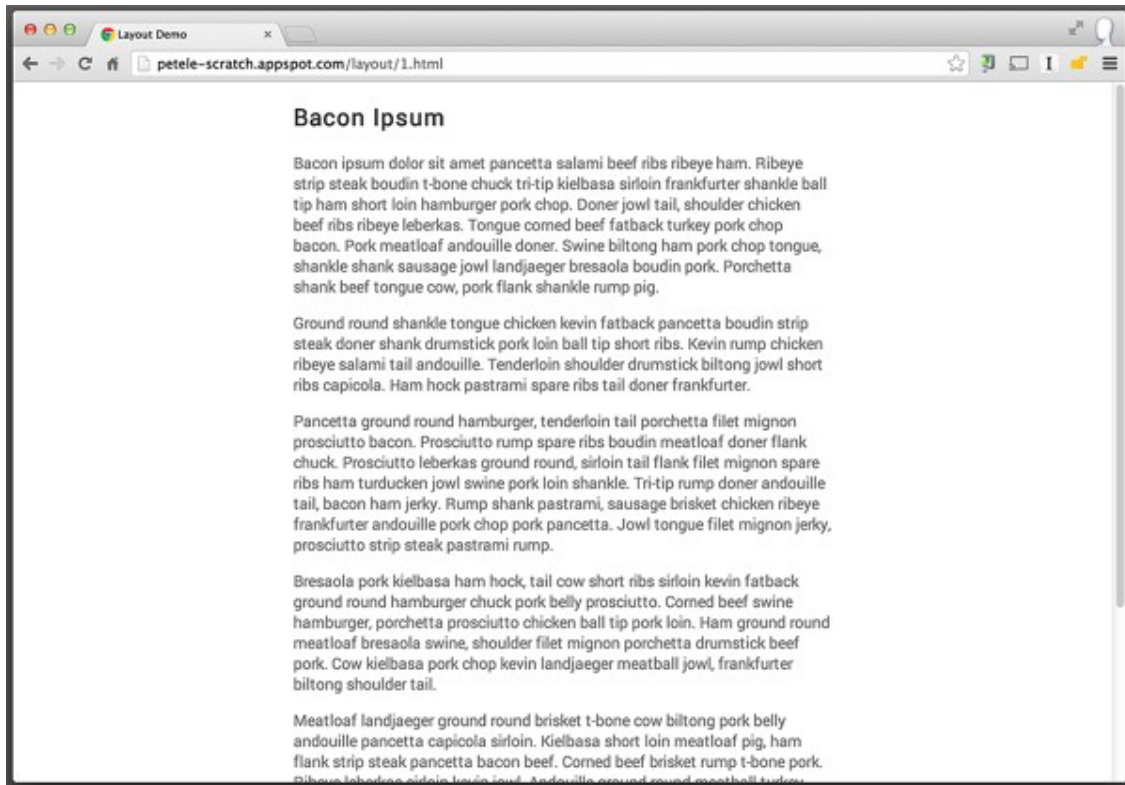 Layout Demo
petele-scratch.appspot.com/layout/1.html
Bacon Ipsum
Bacon ipsum dolor sit amet pancetta salami beef ribs ribeye ham. Ribeye
strip steak boudin t-bone chuck tri-tip kielbasa sirloin frankfurter shankle ball
tip ham short loin hamburger pork chop. Doner jowl tail, shoulder chicken
beef ribs ribeye leberkas. Tongue corned beef fatback turkey pork chop
bacon. Pork meatloaf andouille doner. Swine biltong ham pork chop tongue,
shankle shank sausage jowl landjaeger bresaola boudin pork. Porchetta
shank beef tongue cow, pork flank shankle rump pig.
Ground round shankle tongue chicken kevin fatback pancetta boudin strip
steak doner shank drumstick pork loin ball tip short ribs. Kevin rump chicken
ribeye salami tail andouille. Tenderloin shoulder drumstick biltong jowl short
ribs capicola. Ham hock pastrami spare ribs tail doner frankfurter.
Pancetta ground round hamburger, tenderloin tail porchetta filet mignon
prosciutto bacon. Prosciutto rump spare ribs boudin meatloaf doner flank
chuck. Prosciutto leberkas ground round, sirloin tail flank filet mignon spare
ribs ham turducken jowl swine pork loin shankle. Tri-tip rump doner andouille
tail, bacon ham jerky. Rump shank pastrami, sausage brisket chicken ribeye
frankfurter andouille pork chop pork pancetta. Jowl tongue filet mignon jerky,
prosciutto strip steak pastrami rump.
Bresaola pork kielbasa ham hock, tail cow short ribs sirloin kevin fatback
ground round hamburger chuck pork belly prosciutto. Corned beef swine
hamburger, porchetta prosciutto chicken ball tip pork loin. Ham ground round
meatloaf bresaola swine, shoulder filet mignon porchetta drumstick beef
pork. Cow kielbasa pork chop kevin landjaeger meatball jowl, frankfurter
biltong shoulder tail.
Meatloaf landjaeger ground round brisket t-bone cow biltong pork belly
andouille pancetta capicola sirloin. Kielbasa short loin meatloaf pig, ham
flank strip steak pancetta bacon beef. Corned beef brisket rump t-bone pork.
Ribeye leberkas sirloin kevin jowl. Andouille ground round meatball turkey